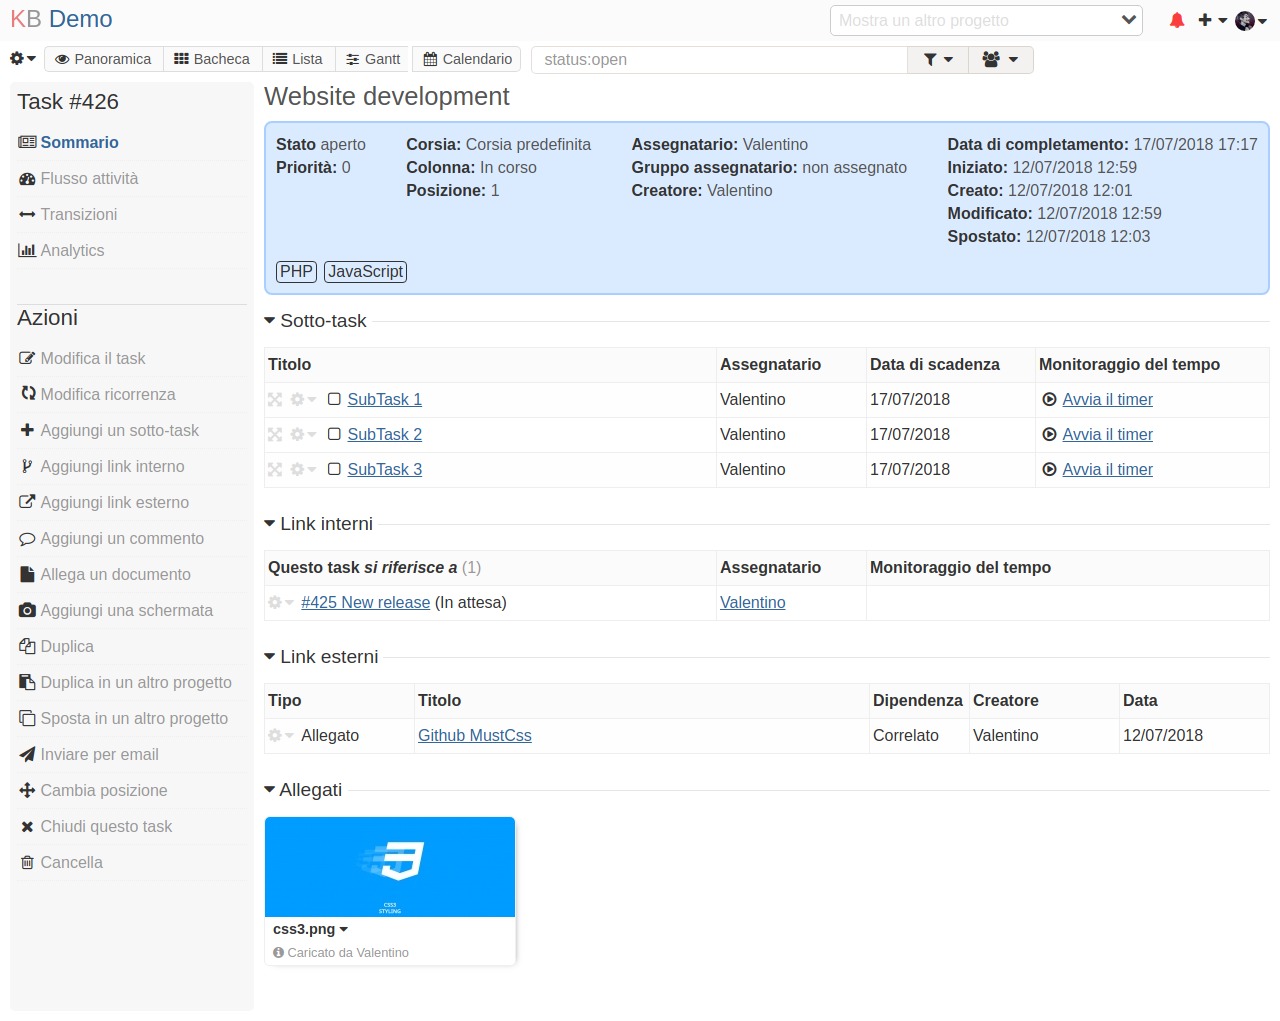 KB Demo
Mostra un altro progetto
Panoramica Bacheca Lista Gantt Calendario status:open
Task #426
Sommario
Flusso attività
Transizioni
Analytics
Azioni
Modifica il task
Modifica ricorrenza
Aggiungi un sotto-task
Aggiungi link interno
Aggiungi link esterno
Aggiungi un commento
Allega un documento
Aggiungi una schermata
Duplica
Duplica in un altro progetto
Sposta in un altro progetto
Inviare per email
Cambia posizione
Chiudi questo task
Cancella
Website development
Stato aperto
Priorità: 0
Corsia: Corsia predefinita
Colonna: In corso
Posizione: 1
Assegnatario: Valentino
Gruppo assegnatario: non assegnato
Creatore: Valentino
Data di completamento: 17/07/2018 17:17
Iniziato: 12/07/2018 12:59
Creato: 12/07/2018 12:01
Modificato: 12/07/2018 12:59
Spostato: 12/07/2018 12:03
PHP JavaScript
Sotto-task
Titolo Assegnatario Data di scadenza Monitoraggio del tempo
SubTask 1 Valentino 17/07/2018 Avvia il timer
SubTask 2 Valentino 17/07/2018 Avvia il timer
SubTask 3 Valentino 17/07/2018 Avvia il timer
Link interni
Questo task si riferisce a (1) Assegnatario Monitoraggio del tempo
#425 New release (In attesa) Valentino
Link esterni
Tipo Titolo Dipendenza Creatore Data
Allegato Github MustCss Correlato Valentino 12/07/2018
Allegati
CSS3
STYLING
css3.png
Caricato da Valentino